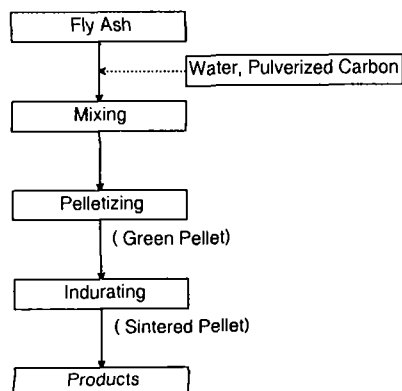 Fly Ash
Water, Pulverized Carbon
Mixing
Pelletizing
( Green Pellet)
Indurating
(Sintered Pellet)
Products